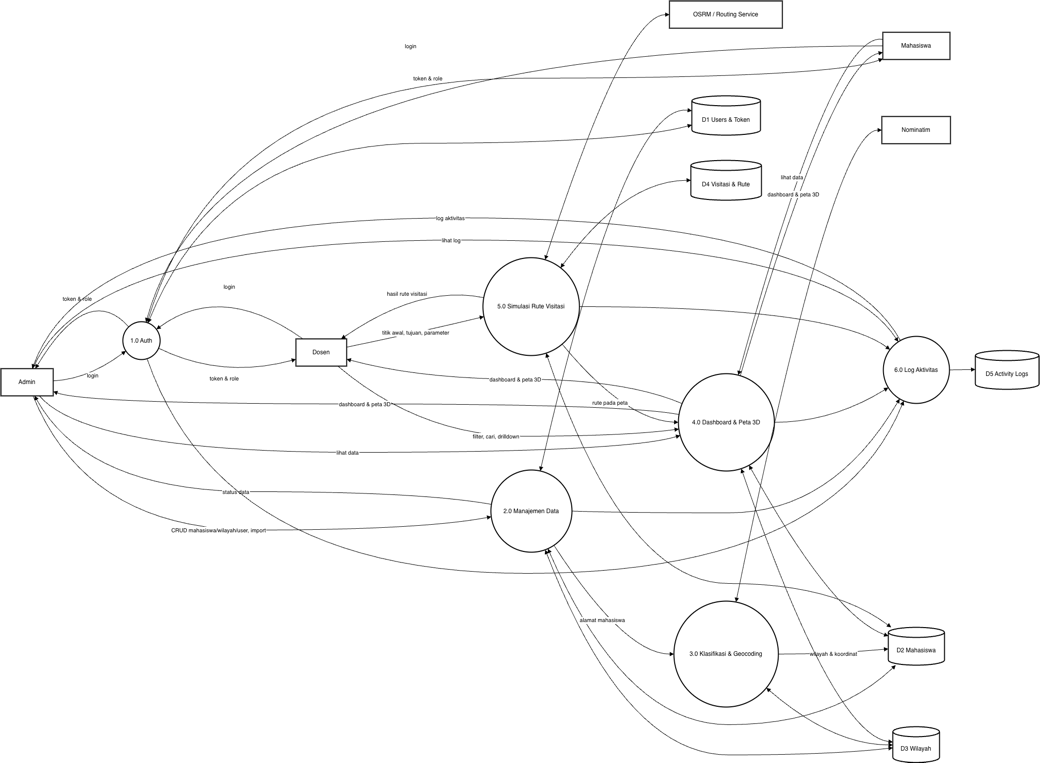 OSRM / Routing Service
login
Mahasiswa
token & role
D1 Users & Token
Nominatim
lihat data
D4 Visitasi & Rute
dashboard & peta 3D
log aktivitas
lihat log
login
hasil rute visitasi
token & role
5.0 Simulasi Rute Visitasi
titik awal, tujuan, parameter
1.0 Auth
Dosen
6.0 Log Aktivitas
D5 Activity Logs
login
token & role
dashboard & peta 3D
Admin
dashboard & peta 3D
rute pada peta
4.0 Dashboard & Peta 3D
filter, cari, drilldown
lihat data
status data
2.0 Manajemen Data
CRUD mahasiswa/wilayah/user, import
alamat mahasiswa
3.0 Klasifikasi & Geocoding
wilayah & koordinat
D2 Mahasiswa
D3 Wilayah